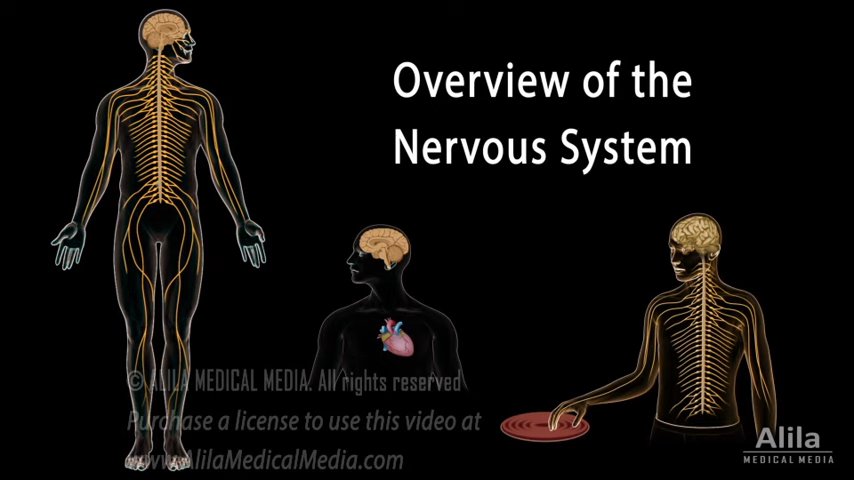 Overview of the
Nervous System
© ALILA MEDICAL MEDIA. All rights reserved
Purchase a license to use this video at
www.AlilaMedicalMedia.com
Alila
MEDICAL MEDIA